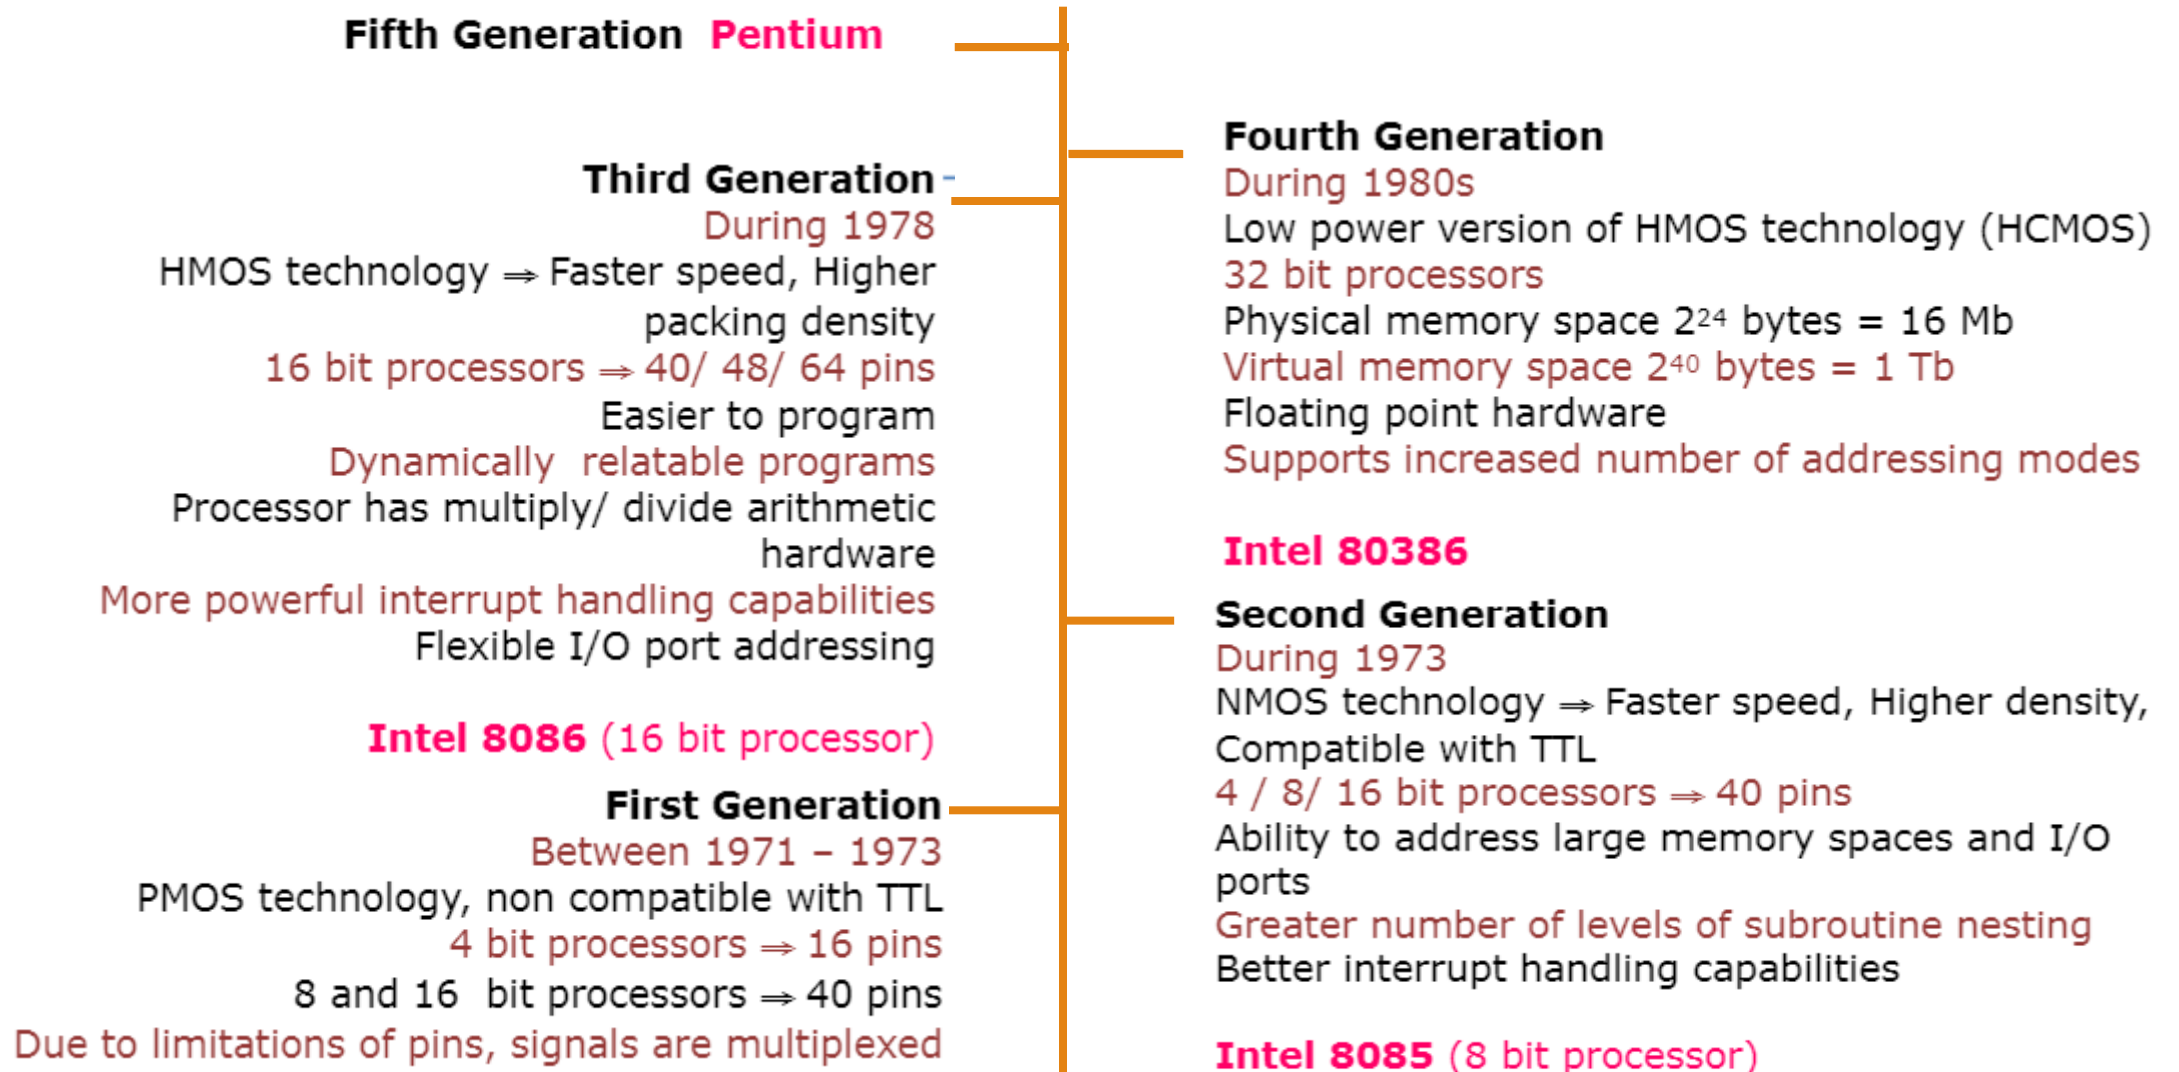 Fifth Generation Pentium
Fourth Generation
During 1980s
Low power version of HMOS technology (HCMOS)
32 bit processors
Physical memory space 2²⁴ bytes = 16 Mb
Virtual memory space 2⁴⁰ bytes = 1 Tb
Floating point hardware
Supports increased number of addressing modes
Intel 80386
Third Generation
During 1978
HMOS technology ⇒ Faster speed, Higher
packing density
16 bit processors ⇒ 40/ 48/ 64 pins
Easier to program
Dynamically relatable programs
Processor has multiply/ divide arithmetic
hardware
More powerful interrupt handling capabilities
Flexible I/O port addressing
Intel 8086 (16 bit processor)
Second Generation
During 1973
NMOS technology ⇒ Faster speed, Higher density,
Compatible with TTL
4 / 8/ 16 bit processors ⇒ 40 pins
Ability to address large memory spaces and I/O
ports
Greater number of levels of subroutine nesting
Better interrupt handling capabilities
Intel 8085 (8 bit processor)
First Generation
Between 1971 – 1973
PMOS technology, non compatible with TTL
4 bit processors ⇒ 16 pins
8 and 16 bit processors ⇒ 40 pins
Due to limitations of pins, signals are multiplexed